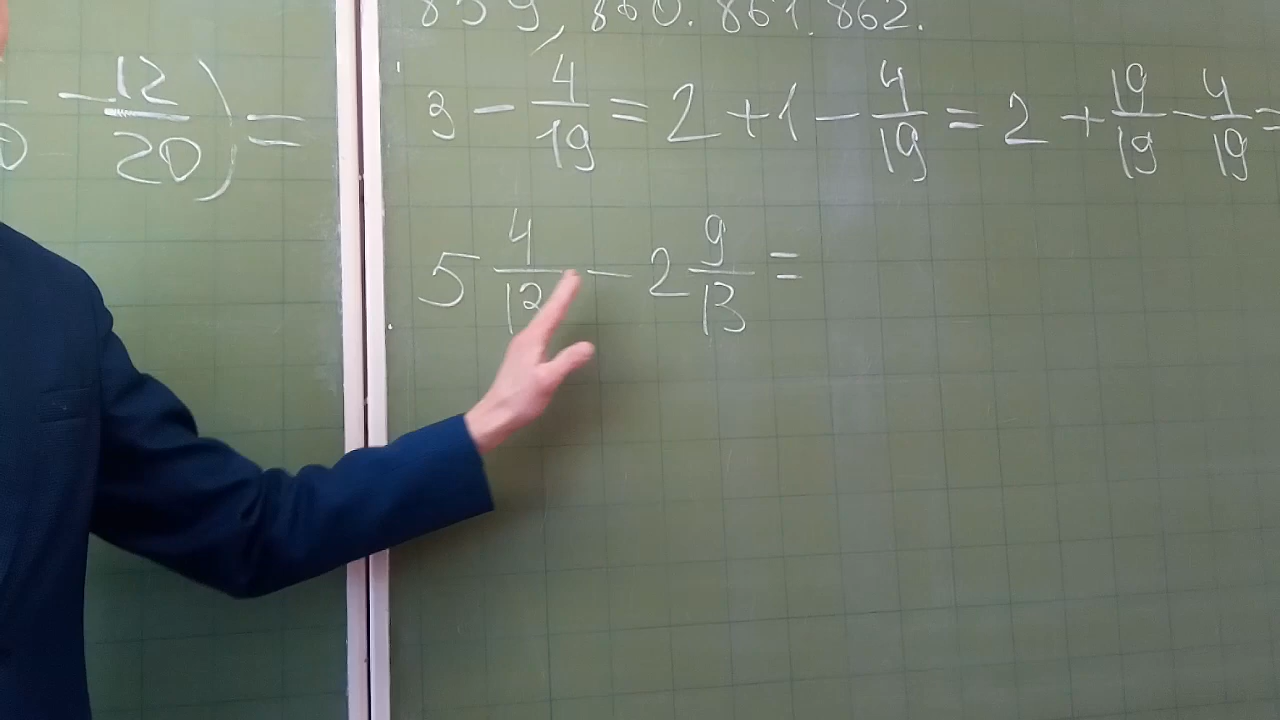 859, 860. 861. 862.
- 12/20) =
3 - 4/19 = 2 + 1 - 4/19 = 2 + 19/19 - 4/19 =
5 4/13 - 2 9/13 =